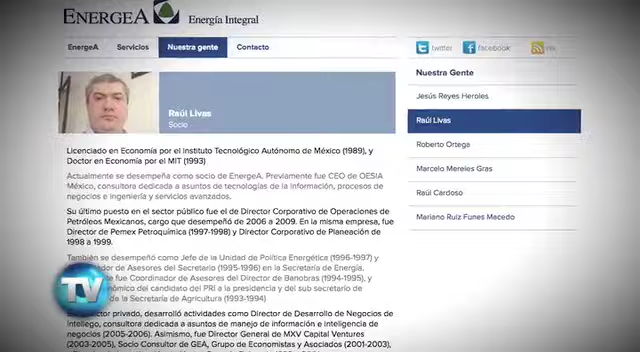 ENERGEA Energía Integral
EnergeA Servicios Nuestra gente Contacto
twitter facebook rss
Nuestra Gente
Jesús Reyes Heroles
Raúl Livas
Roberto Ortega
Marcelo Mereles Gras
Raúl Cardoso
Mariano Ruiz Funes Macedo
Raúl Livas
Socio
Licenciado en Economía por el Instituto Tecnológico Autónomo de México (1989), y
Doctor en Economía por el MIT (1993)
Actualmente se desempeña como socio de EnergeA. Previamente fue CEO de OESIA
México, consultora dedicada a asuntos de tecnologías de la información, procesos de
negocios e ingeniería y servicios avanzados.
Su último puesto en el sector público fue el de Director Corporativo de Operaciones de
Petróleos Mexicanos, cargo que desempeñó de 2006 a 2009. En la misma empresa, fue
Director de Pemex Petroquímica (1997-1998) y Director Corporativo de Planeación de
1998 a 1999.
También se desempeñó como Jefe de la Unidad de Política Energética (1996-1997) y
de Asesores del Secretario (1995-1996) en la Secretaría de Energía.
fue Coordinador de Asesores del Director de Banobras (1994-1995), y
del candidato del PRI a la presidencia y del sub secretario de
de la Secretaría de Agricultura (1993-1994)
privado, desarrolló actividades como Director de Desarrollo de Negocios de
Intellego, consultora dedicada a asuntos de manejo de información e inteligencia de
negocios (2005-2006). Asimismo, fue Director General de MXV Capital Ventures
(2003-2005), Socio Consultor de GEA, Grupo de Economistas y Asociados (2001-2003),
TV